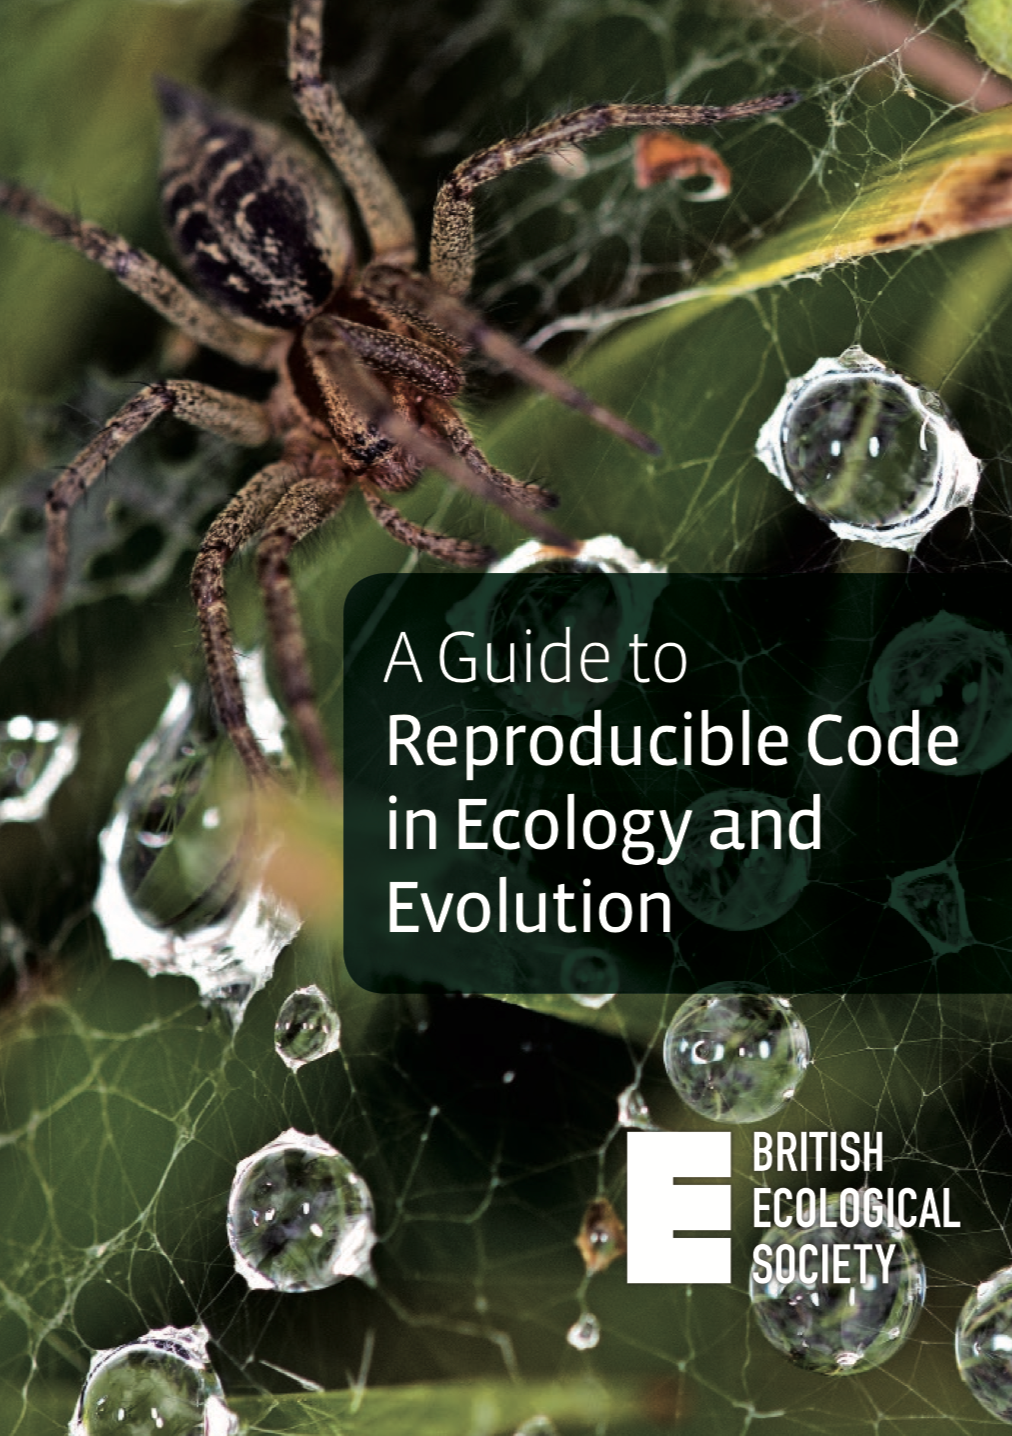 A Guide to
Reproducible Code
in Ecology and
Evolution
BRITISH
ECOLOGICAL
SOCIETY